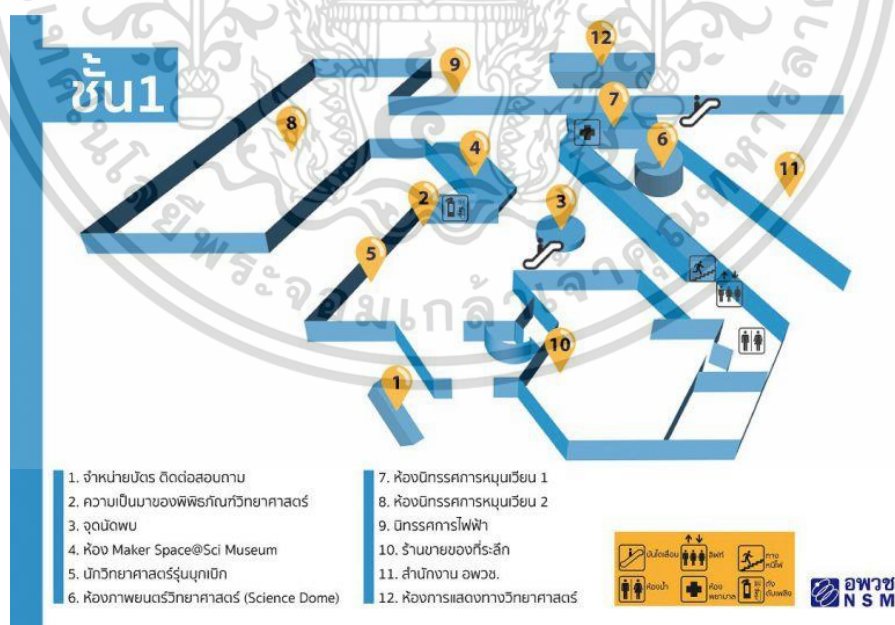 ชั้น1
12
9
7
8
4
6
11
2
3
5
10
1
1. จำหน่ายบัตร ติดต่อสอบถาม
2. ความเป็นมาของพิพิธภัณฑ์วิทยาศาสตร์
3. จุดนัดพบ
4. ห้อง Maker Space@Sci Museum
5. นักวิทยาศาสตร์รุ่นบุกเบิก
6. ห้องภาพยนตร์วิทยาศาสตร์ (Science Dome)
7. ห้องนิทรรศการหมุนเวียน 1
8. ห้องนิทรรศการหมุนเวียน 2
9. นิทรรศการไฟฟ้า
10. ร้านขายของที่ระลึก
11. สำนักงาน อพวช.
12. ห้องการแสดงทางวิทยาศาสตร์
บันไดเลื่อน
ลิฟท์
ทางหนีไฟ
ห้องน้ำ
ห้องพยาบาล
ถังดับเพลิง
อพวช
NSM